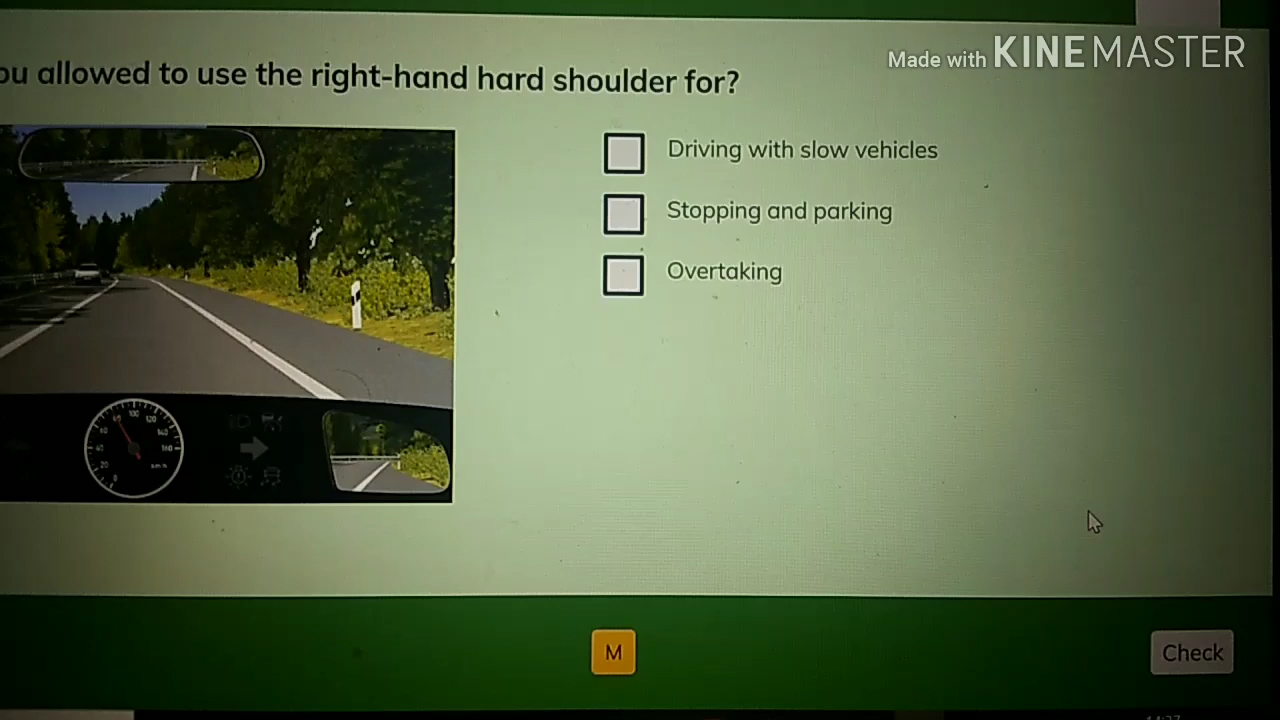 Made with KINEMASTER
ou allowed to use the right-hand hard shoulder for?
Driving with slow vehicles
Stopping and parking
Overtaking
M
Check